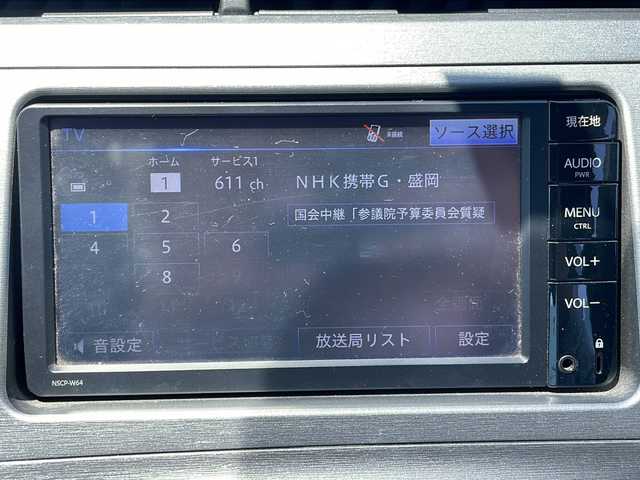 TV
未接続
ソース選択
ホーム
サービス1
1
611 ch
NHK携帯G・盛岡
1
2
国会中継「参議院予算委員会質疑
4
5
6
8
音設定
放送局リスト
設定
NSCP-W64
現在地
AUDIO
PWR
MENU
CTRL
VOL+
VOL−